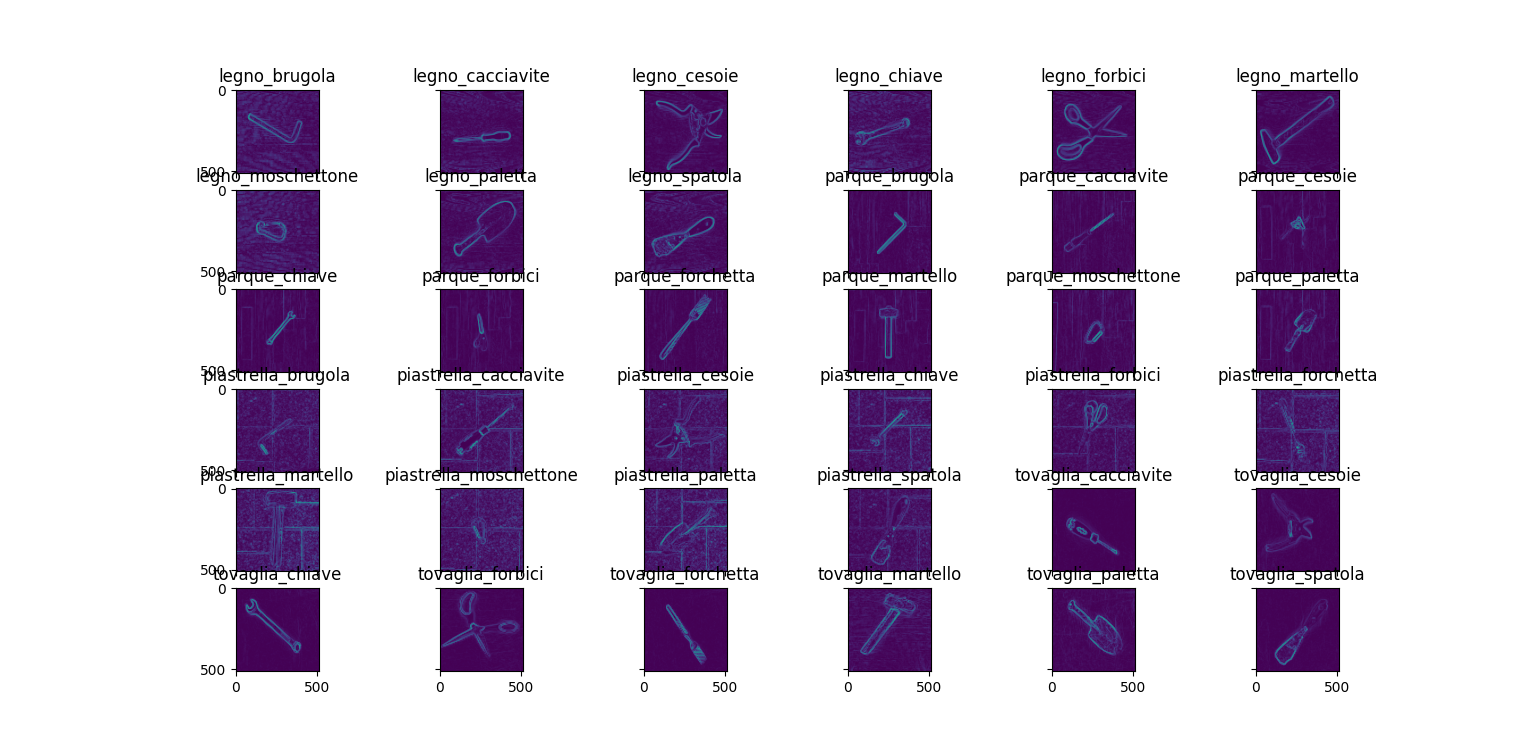 legno_brugola legno_cacciavite legno_cesoie legno_chiave legno_forbici legno_martello
0
500
legno_moschettone legno_paletta legno_spatola parque_brugola parque_cacciavite parque_cesoie
0
500
parque_chiave parque_forbici parque_forchetta parque_martello parque_moschettone parque_paletta
0
500
piastrella_brugola piastrella_cacciavite piastrella_cesoie piastrella_chiave piastrella_forbici piastrella_forchetta
0
500
piastrella_martello piastrella_moschettone piastrella_paletta piastrella_spatola tovaglia_cacciavite tovaglia_cesoie
0
500
tovaglia_chiave tovaglia_forbici tovaglia_forchetta tovaglia_martello tovaglia_paletta tovaglia_spatola
0
500
0 500 0 500 0 500 0 500 0 500 0 500